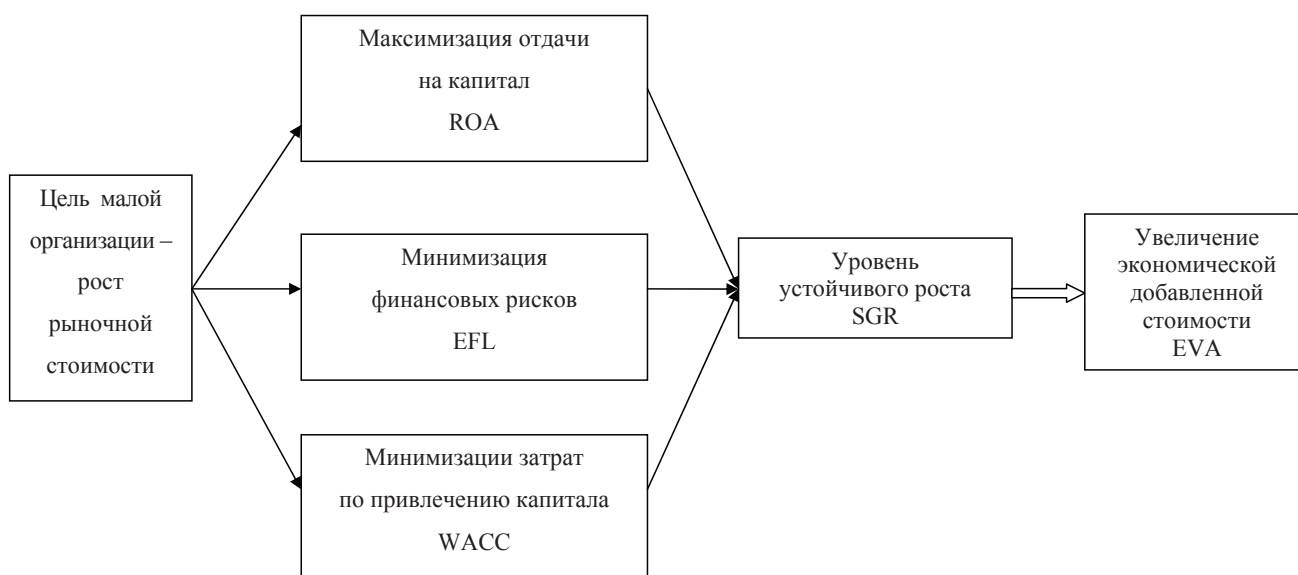 Максимизация отдачи
на капитал
ROA
Цель малой
организации –
рост
рыночной
стоимости
Минимизация
финансовых рисков
EFL
Уровень
устойчивого роста
SGR
Увеличение
экономической
добавленной
стоимости
EVA
Минимизации затрат
по привлечению капитала
WACC